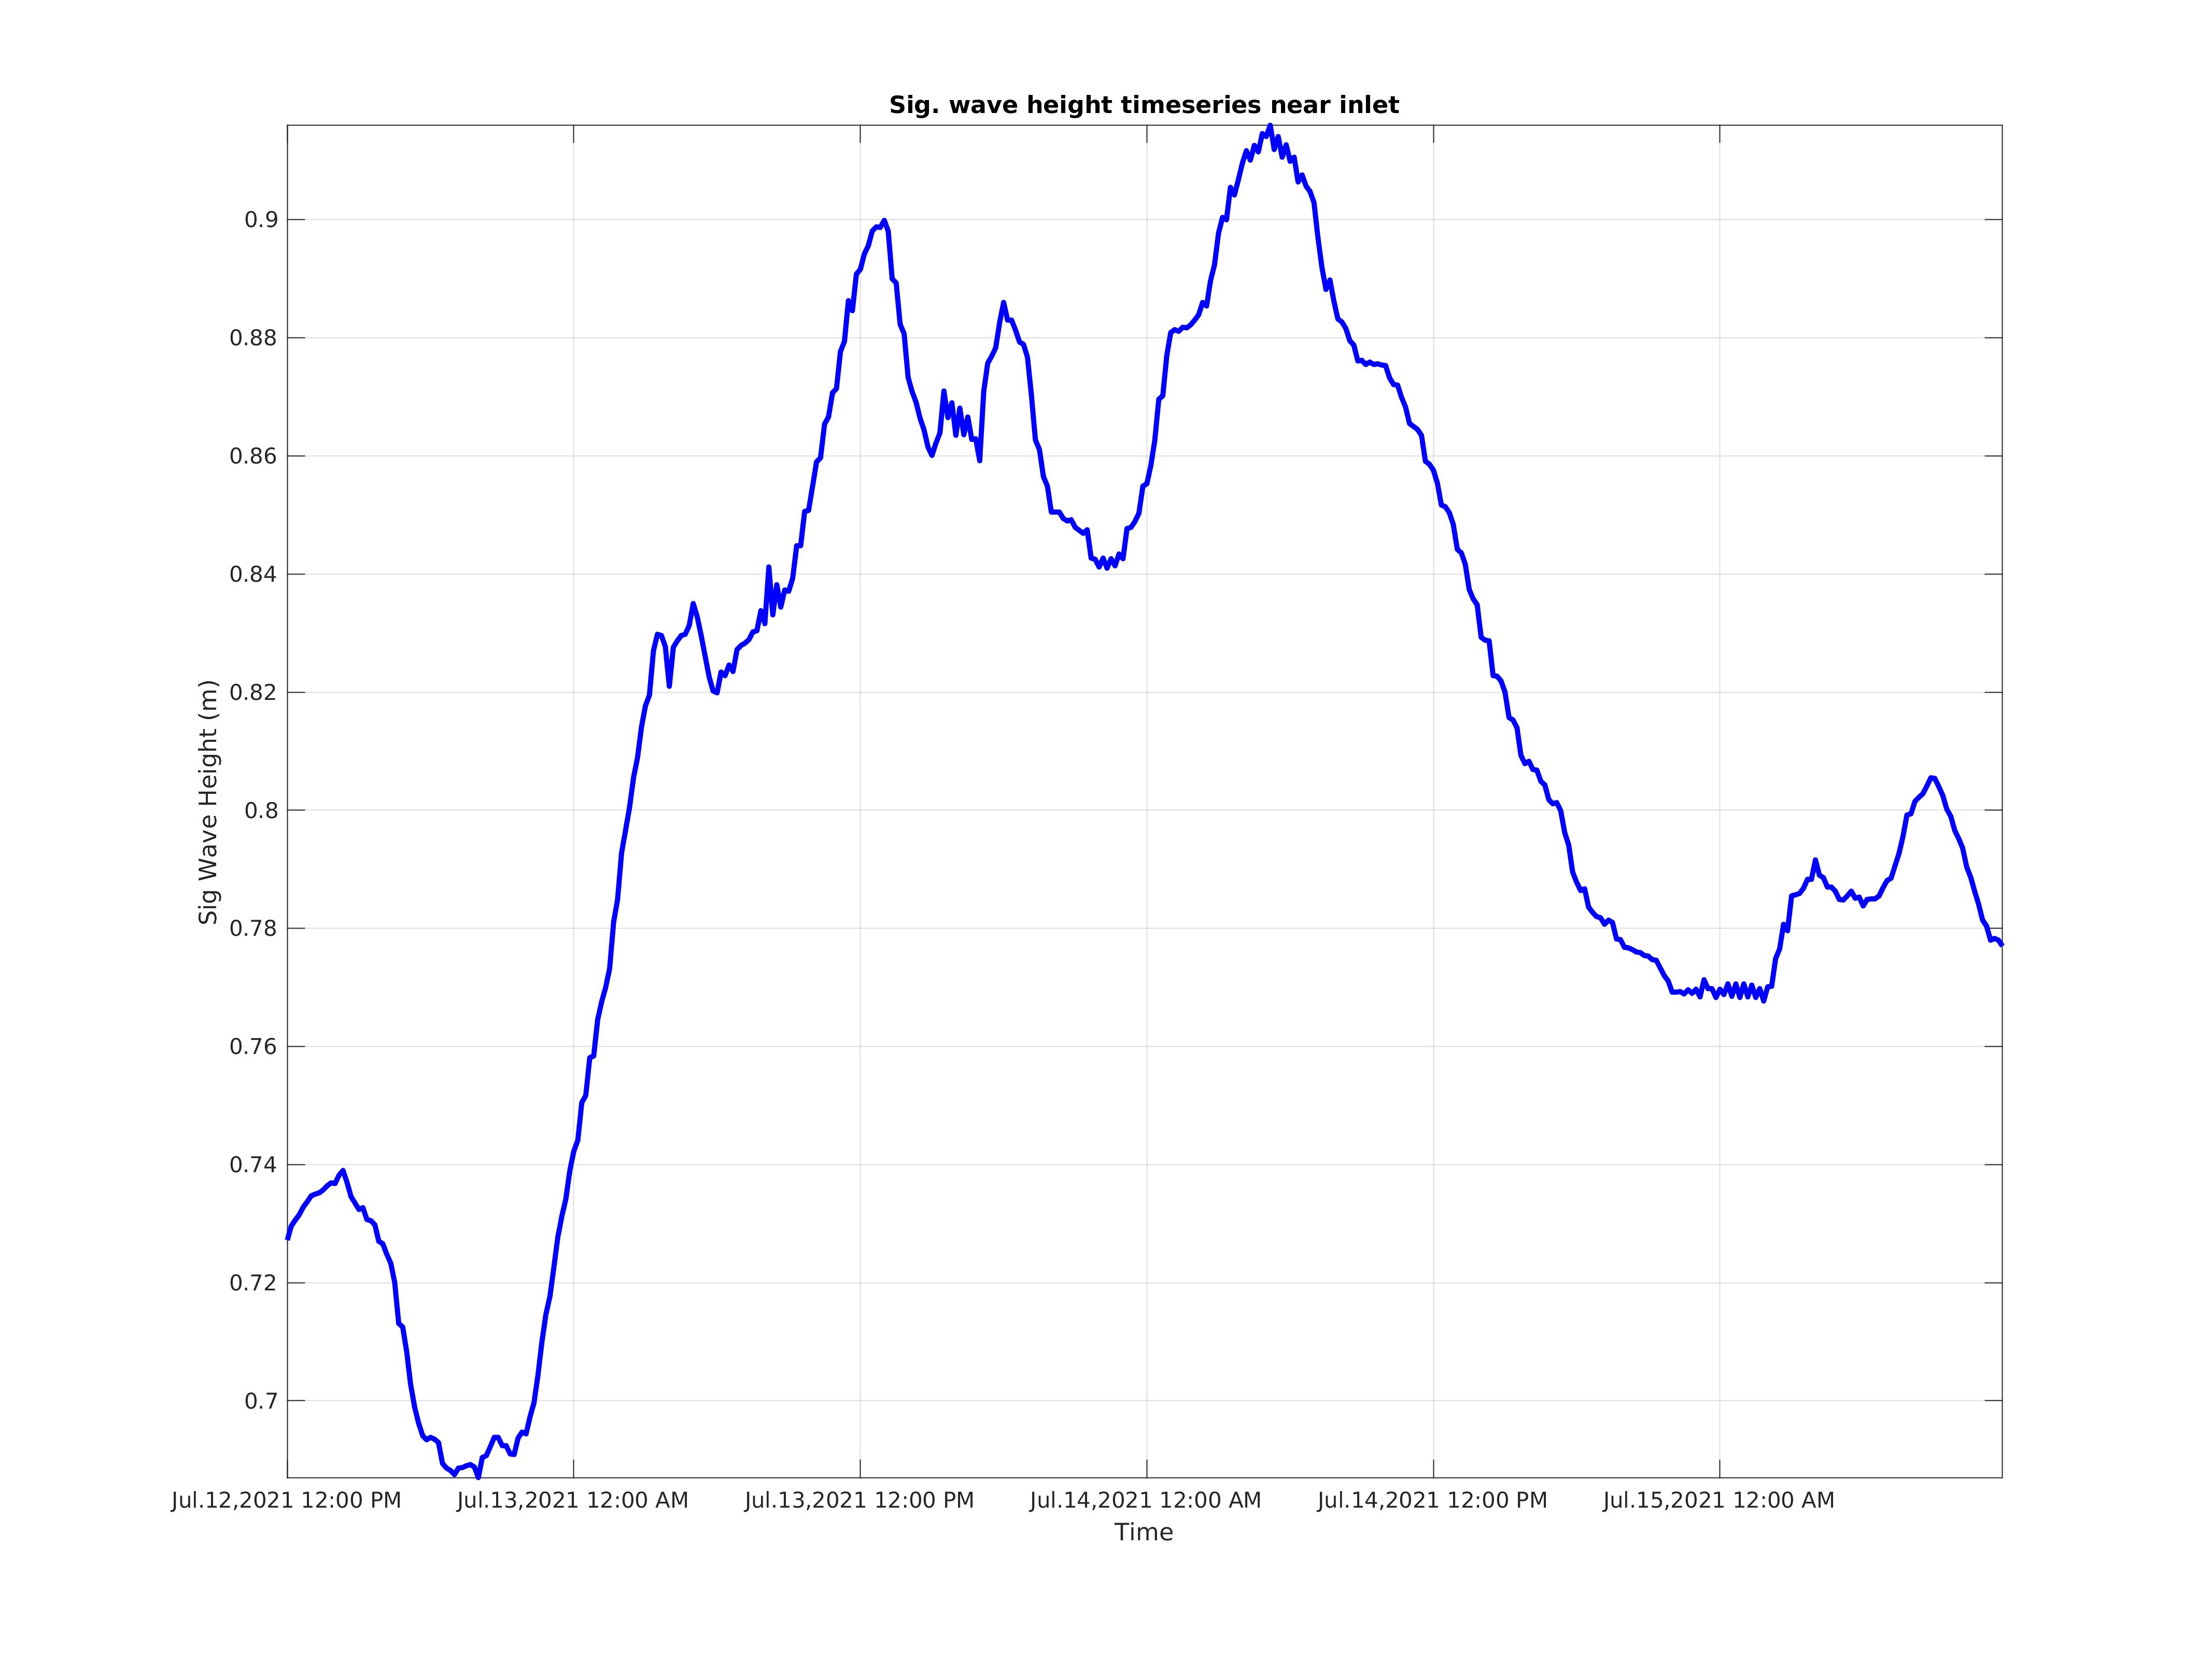 Sig. wave height timeseries near inlet
0.9
0.88
0.86
0.84
0.82
0.8
0.78
0.76
0.74
0.72
0.7
Sig Wave Height (m)
Jul.12,2021 12:00 PM Jul.13,2021 12:00 AM Jul.13,2021 12:00 PM Jul.14,2021 12:00 AM Jul.14,2021 12:00 PM Jul.15,2021 12:00 AM
Time